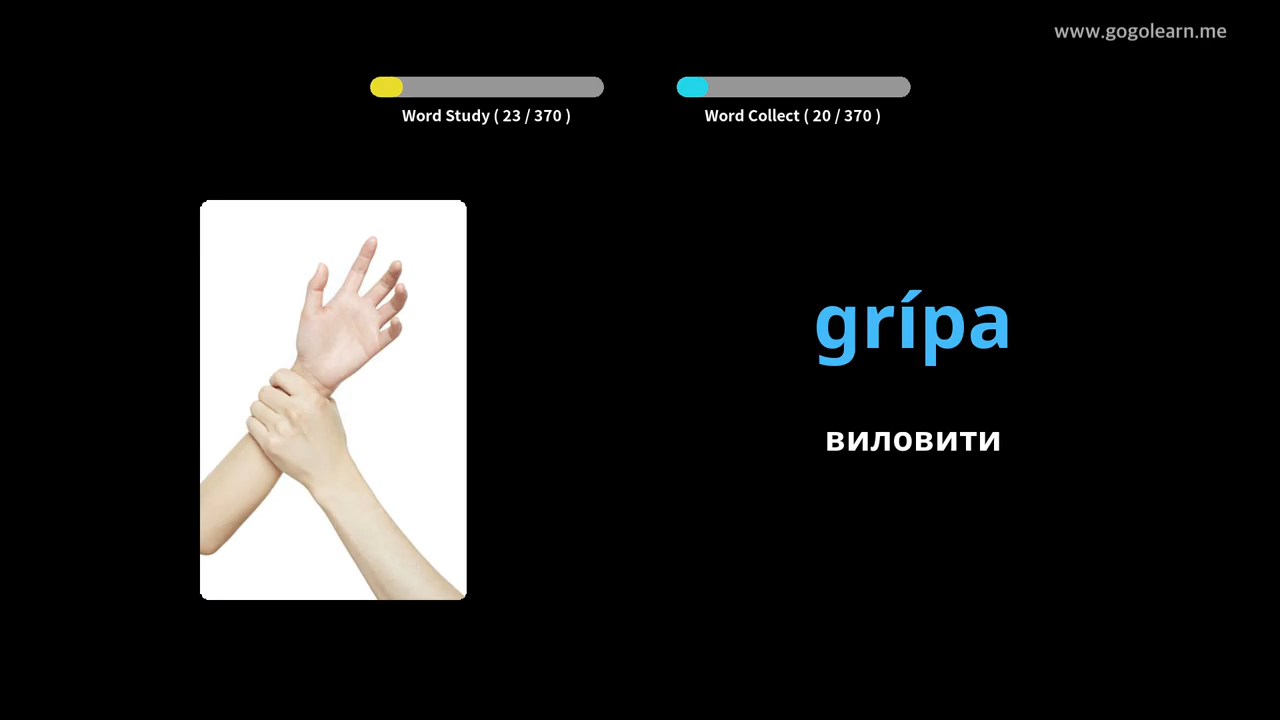 www.gogolearn.me
Word Study ( 23 / 370 )
Word Collect ( 20 / 370 )
grípa
виловити